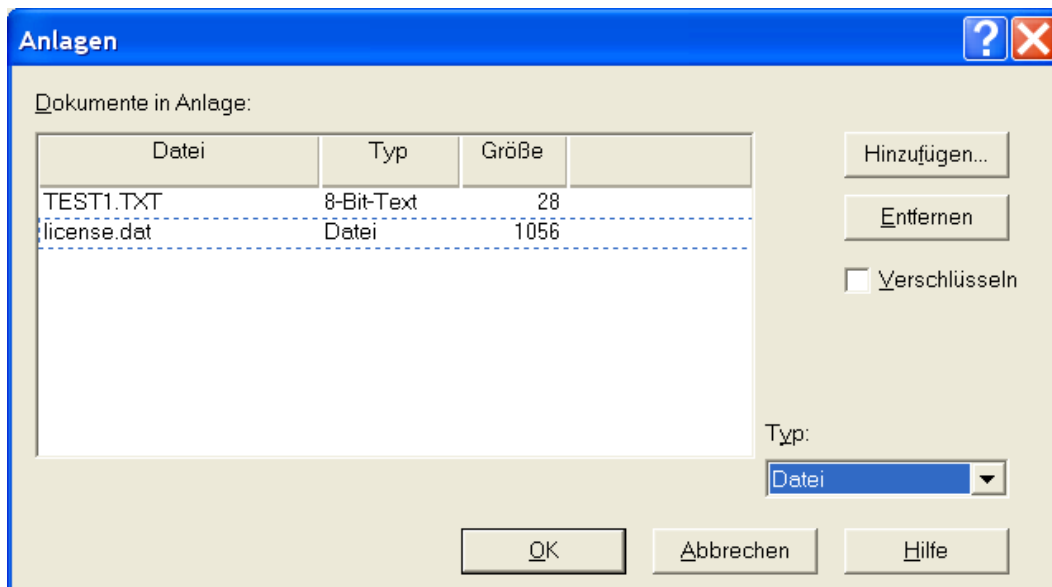 Anlagen
Dokumente in Anlage:
Datei Typ Größe
TEST1.TXT 8-Bit-Text 28
license.dat Datei 1056
Hinzufügen...
Entfernen
Verschlüsseln
Typ:
Datei
OK Abbrechen Hilfe